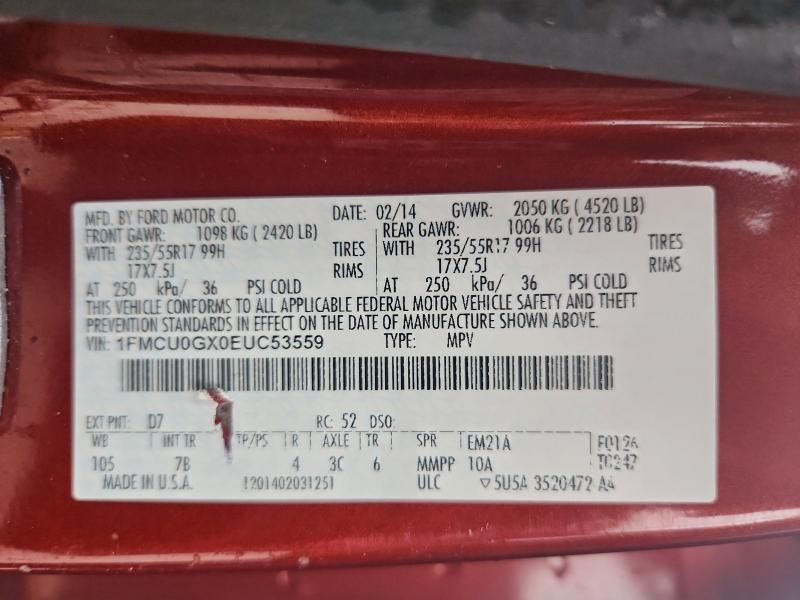 MFD. BY FORD MOTOR CO. DATE: 02/14 GVWR: 2050 KG ( 4520 LB)
FRONT GAWR: 1098 KG ( 2420 LB) REAR GAWR: 1006 KG ( 2218 LB)
WITH 235/55R17 99H TIRES WITH 235/55R17 99H TIRES
17X7.5J RIMS 17X7.5J RIMS
AT 250 kPa/ 36 PSI COLD AT 250 kPa/ 36 PSI COLD
THIS VEHICLE CONFORMS TO ALL APPLICABLE FEDERAL MOTOR VEHICLE SAFETY AND THEFT
PREVENTION STANDARDS IN EFFECT ON THE DATE OF MANUFACTURE SHOWN ABOVE.
VIN: 1FMCU0GX0EUC53559 TYPE: MPV
EXT PNT: D7 RC: 52 DSO:
WB INT TR TP/PS R AXLE TR SPR EM21A F0126
105 7B 4 3C 6 MMPP 10A T0247
MADE IN U.S.A. 1201402031251 ULC ▽5U5A 3520472 A4